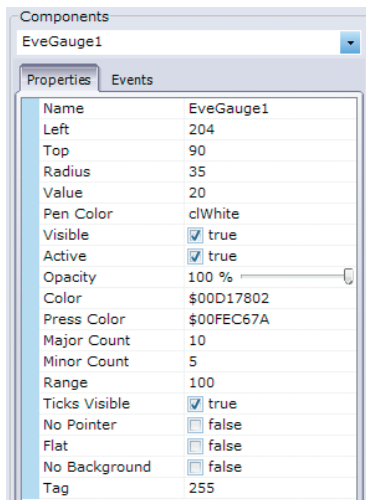 Components
EveGauge1
Properties Events
Name EveGauge1
Left 204
Top 90
Radius 35
Value 20
Pen Color clWhite
Visible true
Active true
Opacity 100 %
Color $00D17802
Press Color $00FEC67A
Major Count 10
Minor Count 5
Range 100
Ticks Visible true
No Pointer false
Flat false
No Background false
Tag 255